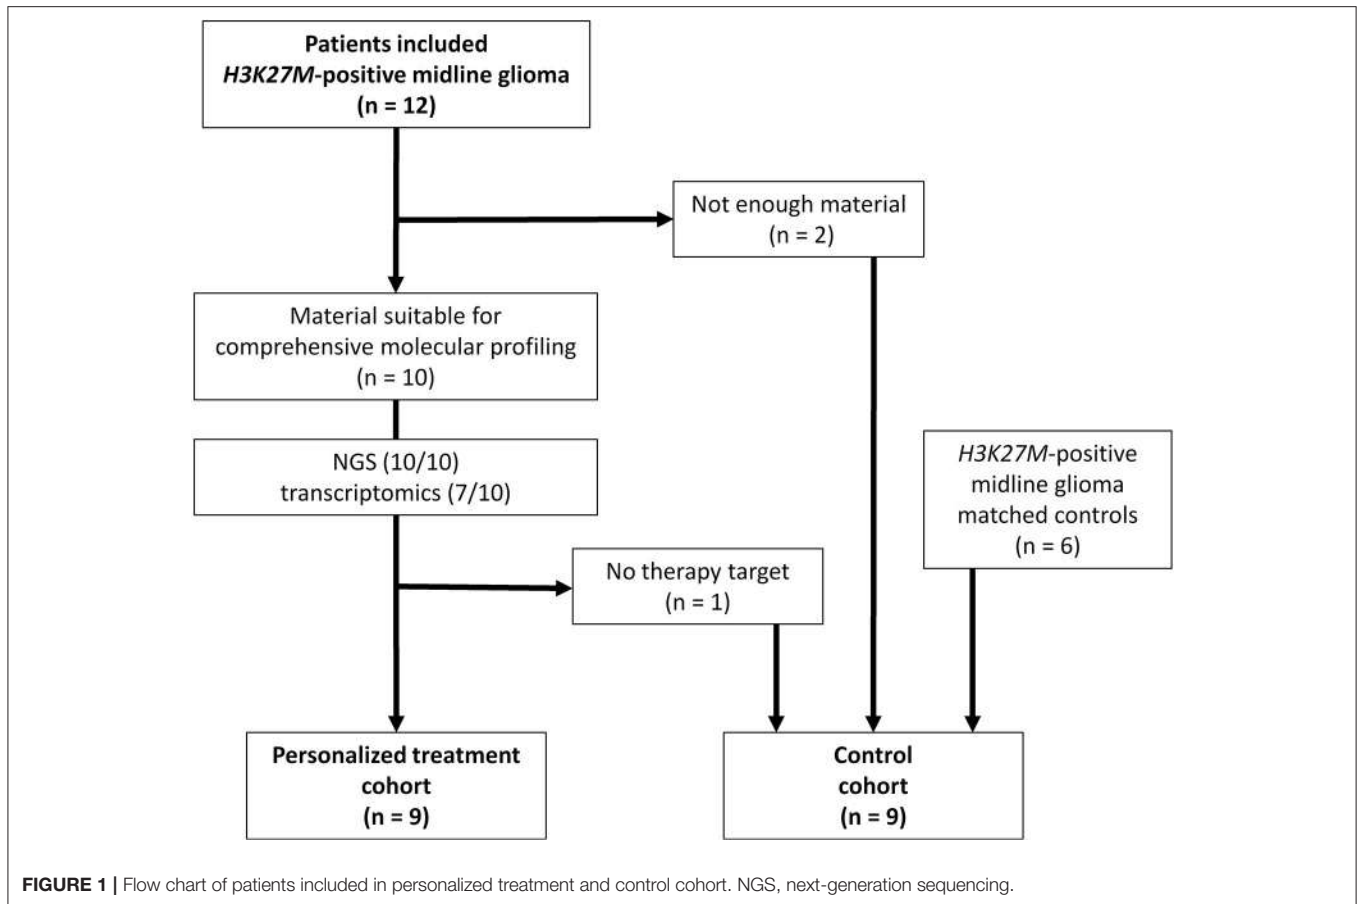 Patients included
H3K27M-positive midline glioma
(n = 12)
Not enough material
(n = 2)
Material suitable for
comprehensive molecular profiling
(n = 10)
NGS (10/10)
transcriptomics (7/10)
H3K27M-positive
midline glioma
matched controls
(n = 6)
No therapy target
(n = 1)
Personalized treatment
cohort
(n = 9)
Control
cohort
(n = 9)
FIGURE 1 | Flow chart of patients included in personalized treatment and control cohort. NGS, next-generation sequencing.